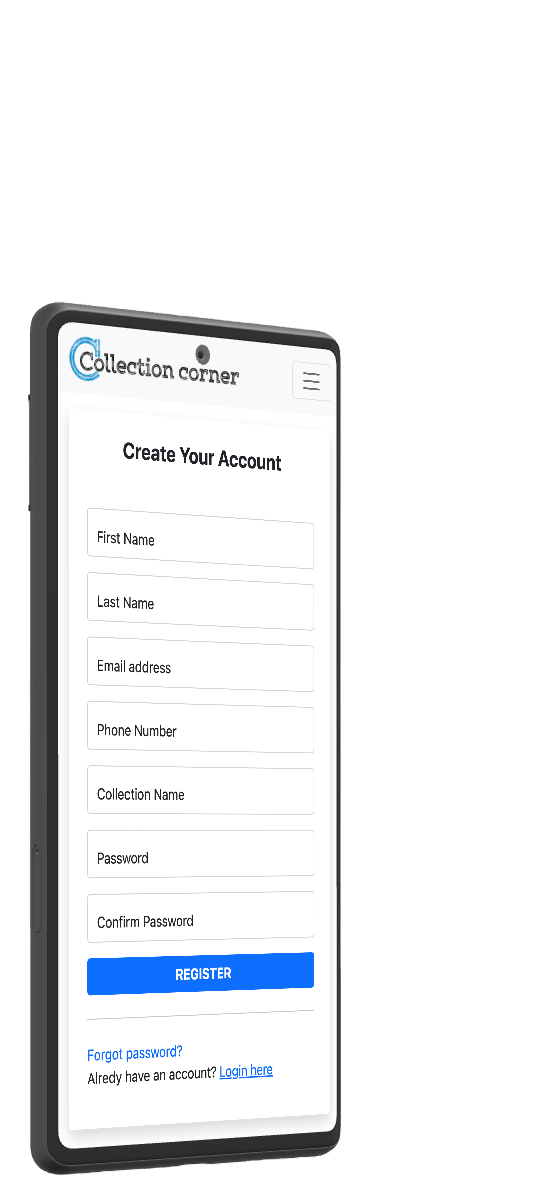 Collection corner
Create Your Account
First Name
Last Name
Email address
Phone Number
Collection Name
Password
Confirm Password
REGISTER
Forgot password?
Alredy have an account? Login here